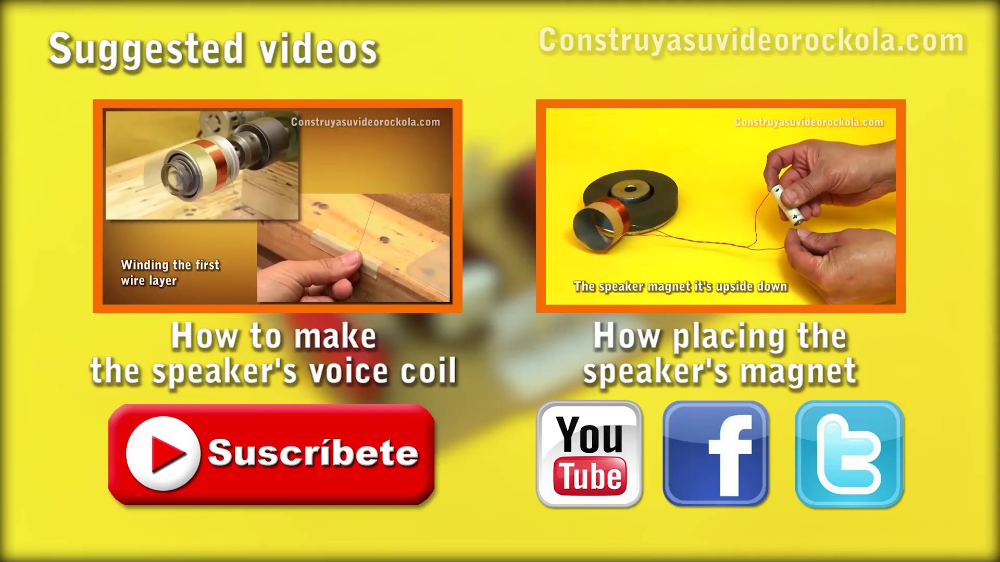 Suggested videos
Construyasuvideorockola.com
Construyasuvideorockola.com
Winding the first
wire layer
Construyasuvideorockola.com
- +
The speaker magnet it's upside down
How to make
the speaker's voice coil
How placing the
speaker's magnet
Suscríbete
You
Tube
f
t